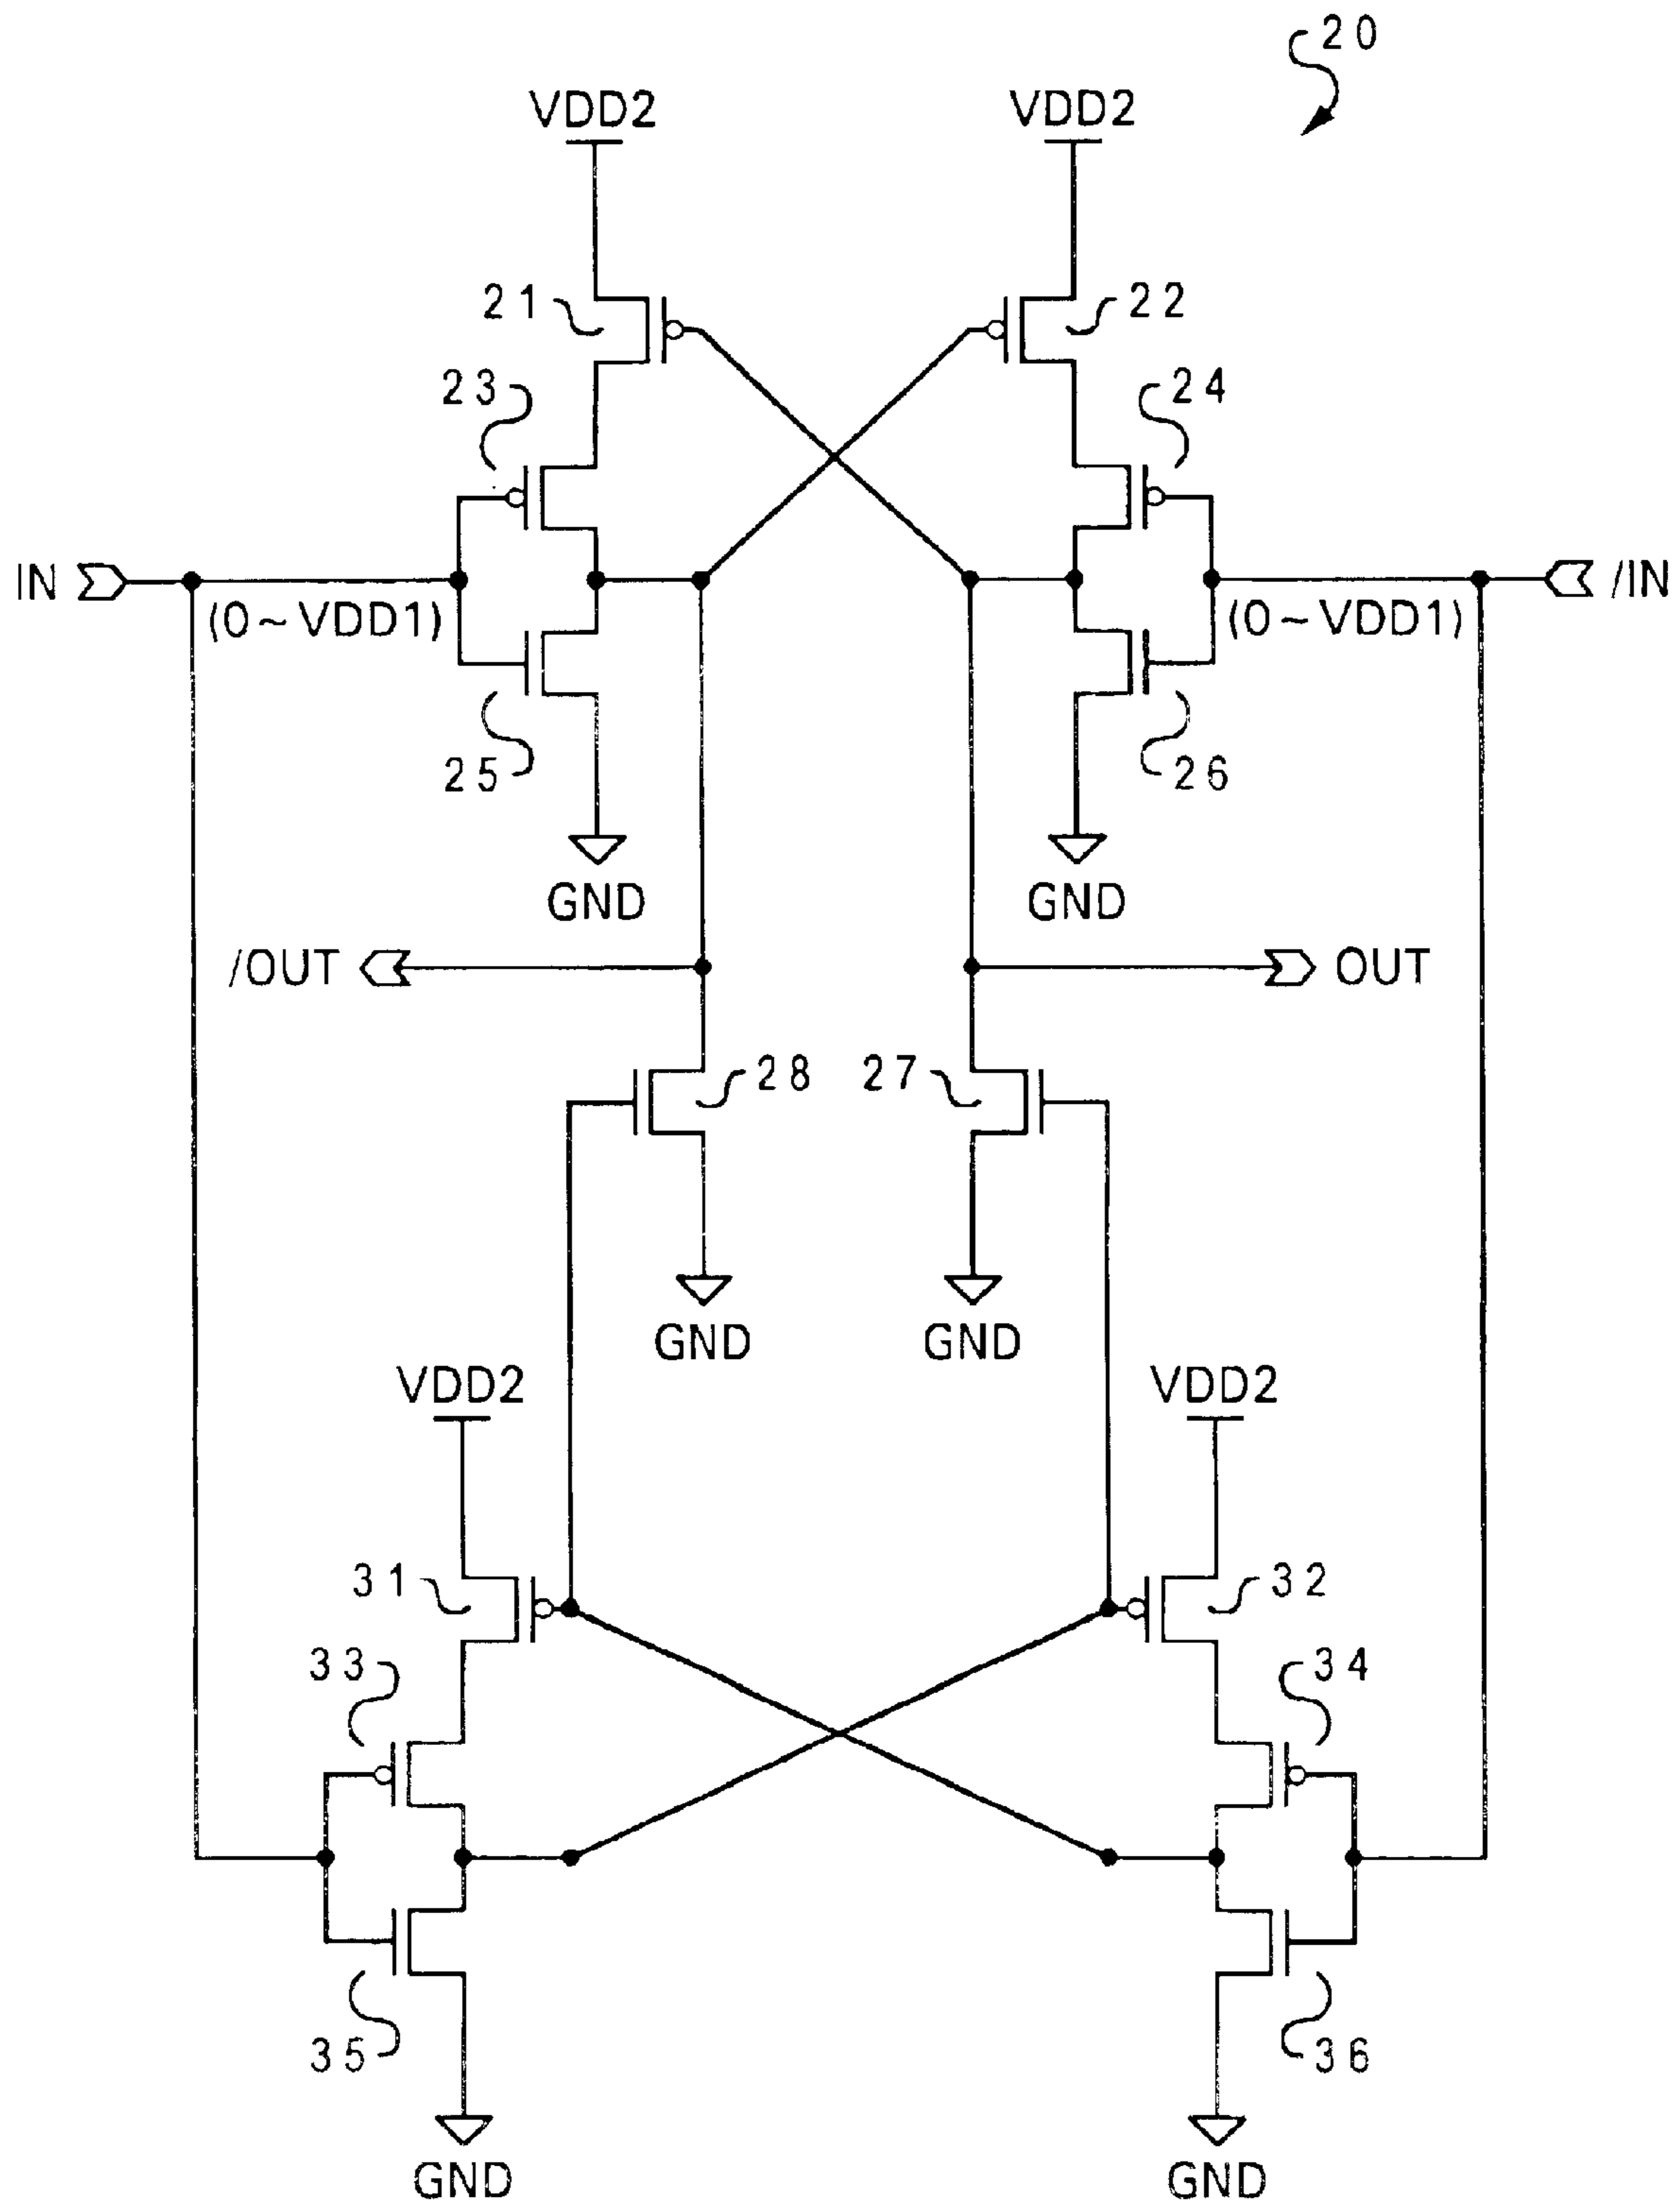 20
VDD2 VDD2
21 22
23 24
IN /IN
(0~VDD1) (0~VDD1)
25 26
GND GND
/OUT OUT
28 27
GND GND
VDD2 VDD2
31 32
33 34
35 36
GND GND